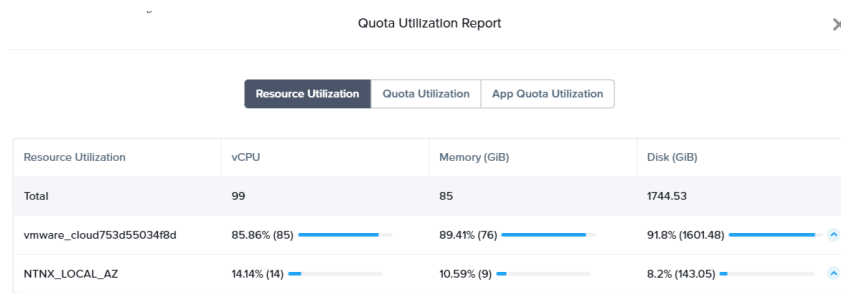 Quota Utilization Report
Resource Utilization Quota Utilization App Quota Utilization
Resource Utilization vCPU Memory (GiB) Disk (GiB)
Total 99 85 1744.53
vmware_cloud753d55034f8d 85.86% (85) 89.41% (76) 91.8% (1601.48)
NTNX_LOCAL_AZ 14.14% (14) 10.59% (9) 8.2% (143.05)